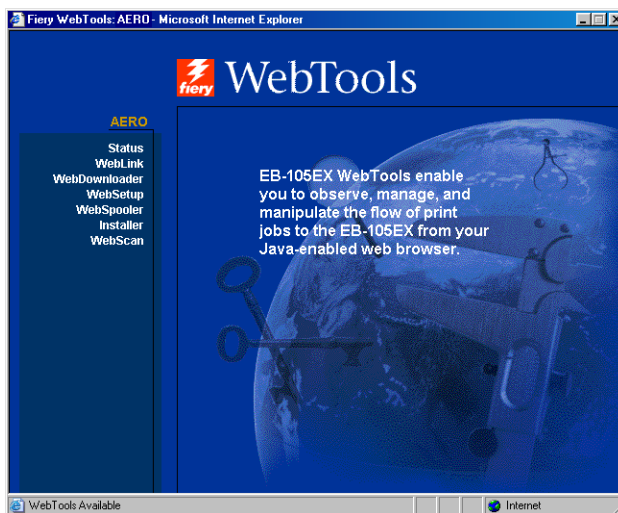 Fiery WebTools: AERO - Microsoft Internet Explorer
fiery WebTools
AERO
Status
WebLink
WebDownloader
WebSetup
WebSpooler
Installer
WebScan
EB-105EX WebTools enable
you to observe, manage, and
manipulate the flow of print
jobs to the EB-105EX from your
Java-enabled web browser.
WebTools Available
Internet